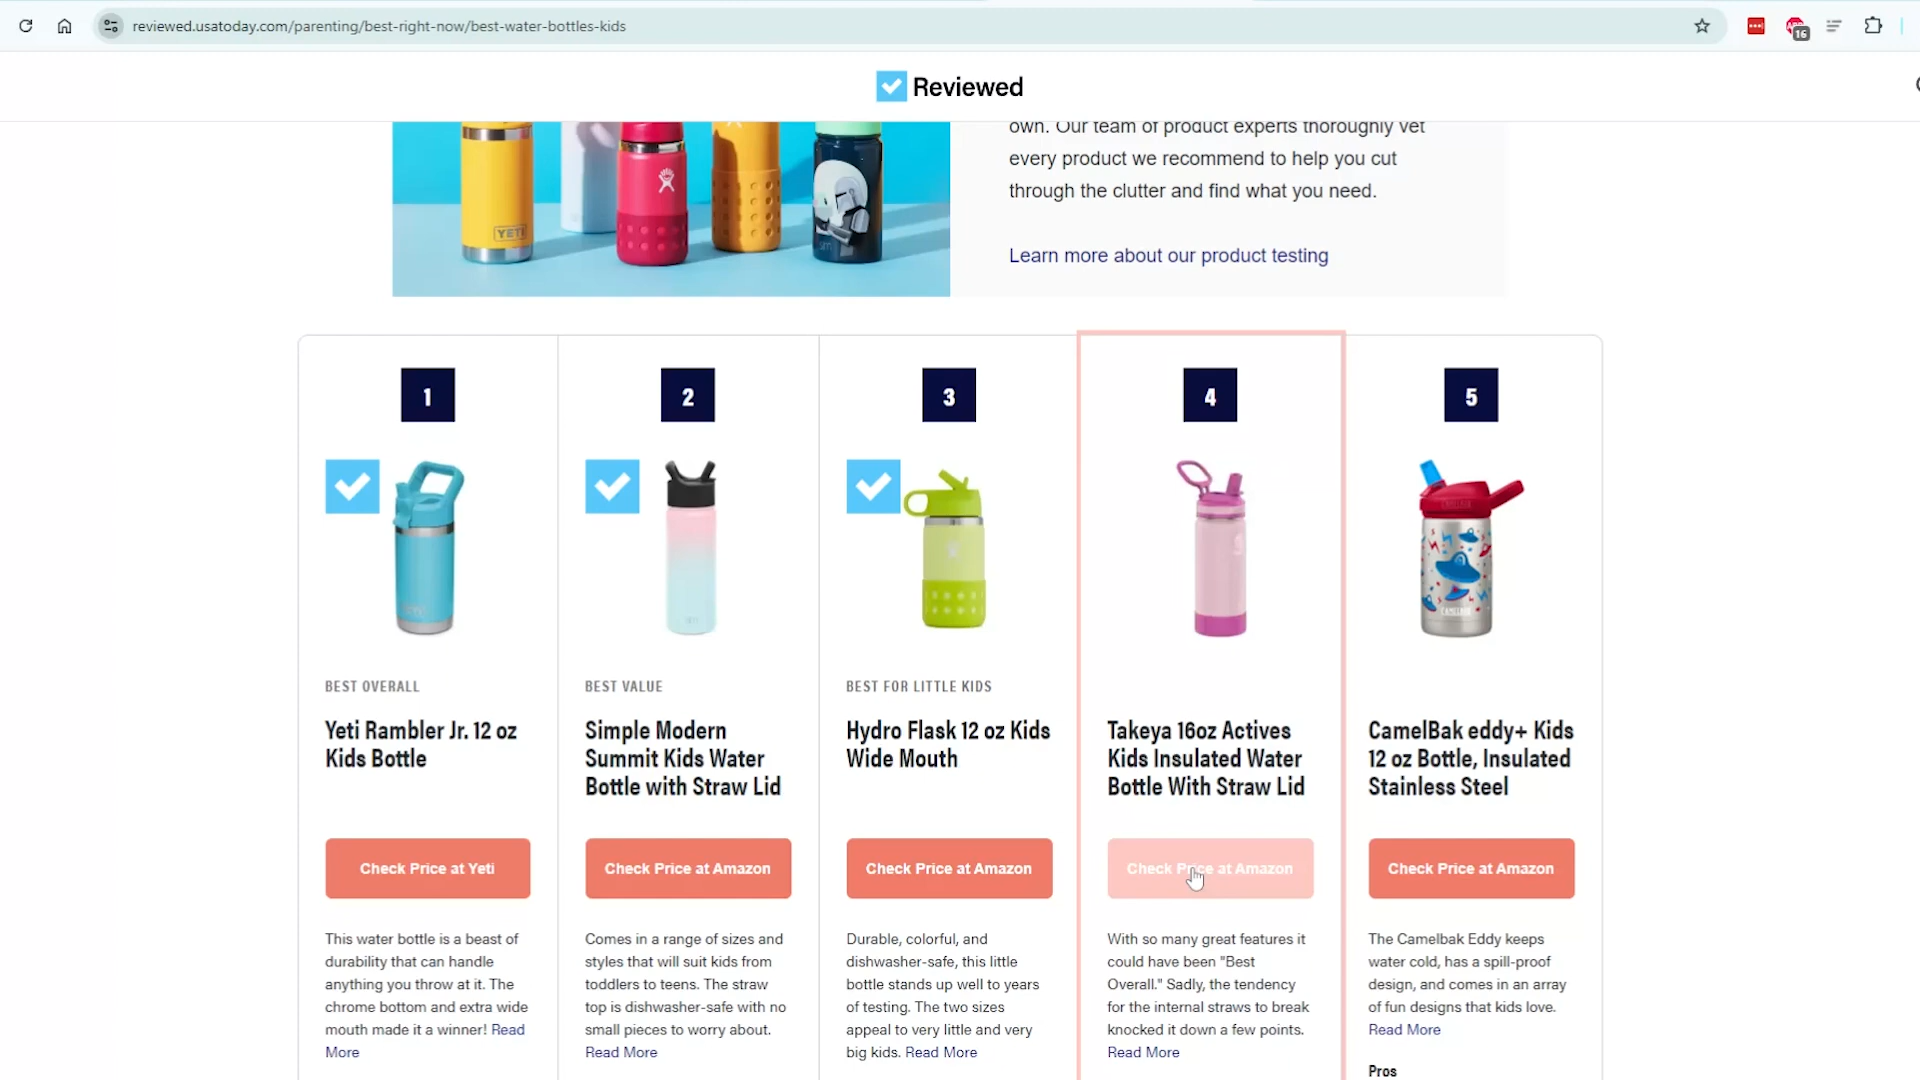 reviewed.usatoday.com/parenting/best-right-now/best-water-bottles-kids
16
Reviewed
own. Our team of product experts thoroughly vet
every product we recommend to help you cut
through the clutter and find what you need.
Learn more about our product testing
YETI
1
2
3
4
5
CAMELBAK
BEST OVERALL
Yeti Rambler Jr. 12 oz
Kids Bottle
Check Price at Yeti
This water bottle is a beast of
durability that can handle
anything you throw at it. The
chrome bottom and extra wide
mouth made it a winner! Read
More
BEST VALUE
Simple Modern
Summit Kids Water
Bottle with Straw Lid
Check Price at Amazon
Comes in a range of sizes and
styles that will suit kids from
toddlers to teens. The straw
top is dishwasher-safe with no
small pieces to worry about.
Read More
BEST FOR LITTLE KIDS
Hydro Flask 12 oz Kids
Wide Mouth
Check Price at Amazon
Durable, colorful, and
dishwasher-safe, this little
bottle stands up well to years
of testing. The two sizes
appeal to very little and very
big kids. Read More
Takeya 16oz Actives
Kids Insulated Water
Bottle With Straw Lid
Check Price at Amazon
With so many great features it
could have been "Best
Overall." Sadly, the tendency
for the internal straws to break
knocked it down a few points.
Read More
CamelBak eddy+ Kids
12 oz Bottle, Insulated
Stainless Steel
Check Price at Amazon
The Camelbak Eddy keeps
water cold, has a spill-proof
design, and comes in an array
of fun designs that kids love.
Read More
Pros